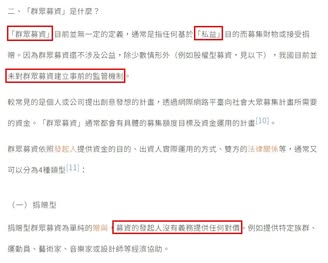 二、「群眾募資」是什麼？
「群眾募資」目前並無一定的定義，通常是指任何基於「私益」目的而募集財物或接受捐
贈。因為群眾募資還不涉及公益，除少數情形外（例如股權型募資，見以下），我國目前並
未對群眾募資建立事前的監管機制。
較常見的是個人或公司提出創意發想的計畫，透過網際網路平臺向社會大眾募集計畫所需要
的資金。「群眾募資」通常都會有具體的募集額度目標及資金運用的計畫[10]。
群眾募資依照發起人提供資金的目的、出資人實際運用的方式、雙方的法律關係等，通常又
可以分為4種類型[11]：
（一）捐贈型
捐贈型群眾募資為單純的贈與，募資的發起人沒有義務提供任何對價。例如提供特定族群、
運動員、藝術家、音樂家或設計師等經濟協助。